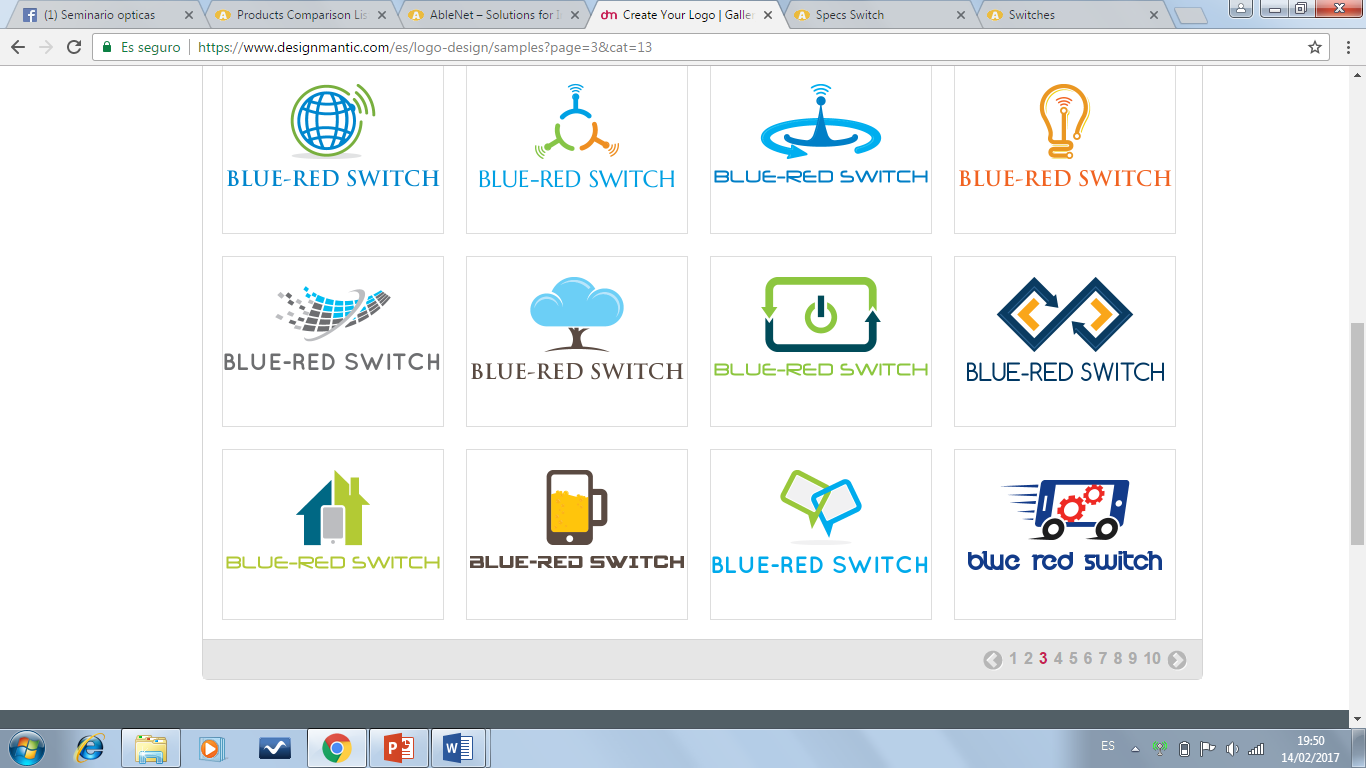 (1) Seminario opticas
Products Comparison Lis
AbleNet – Solutions for I
dm Create Your Logo | Galler
Specs Switch
Switches
Es seguro
https://www.designmantic.com/es/logo-design/samples?page=3&cat=13
BLUE-RED SWITCH
BLUE-RED SWITCH
BLUE-RED SWITCH
BLUE-RED SWITCH
BLUE-RED SWITCH
BLUE-RED SWITCH
BLUE-RED SWITCH
BLUE-RED SWITCH
BLUE-RED SWITCH
BLUE-RED SWITCH
BLUE-RED SWITCH
blue red switch
1 2 3 4 5 6 7 8 9 10
ES
19:50
14/02/2017